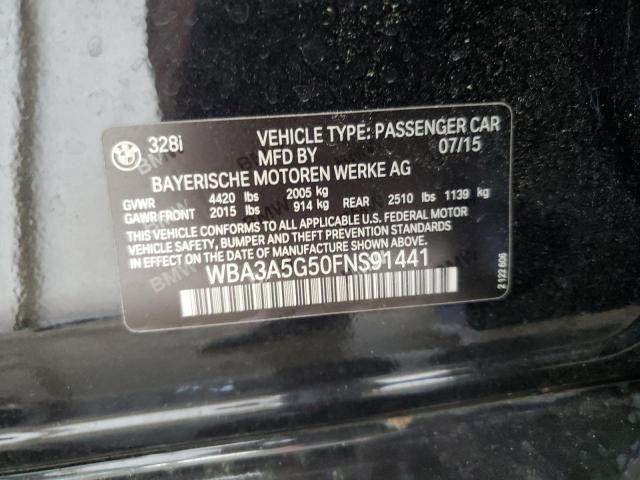 328i VEHICLE TYPE: PASSENGER CAR
MFD BY 07/15
BAYERISCHE MOTOREN WERKE AG
GVWR 4420 lbs 2005 kg
GAWR FRONT 2015 lbs 914 kg REAR 2510 lbs 1139 kg
THIS VEHICLE CONFORMS TO ALL APPLICABLE U.S. FEDERAL MOTOR
VEHICLE SAFETY, BUMPER AND THEFT PREVENTION STANDARDS IN
EFFECT ON THE DATE OF MANUFACTURE SHOWN ABOVE.
WBA3A5G50FNS91441
2 122 606